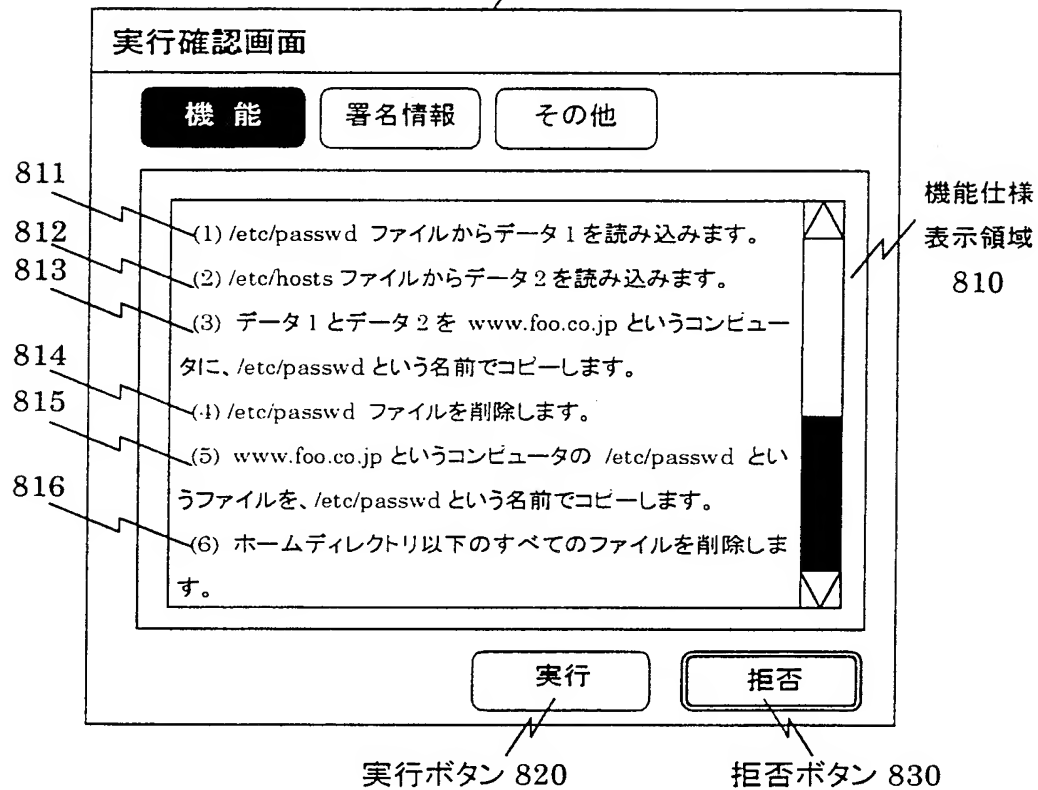 実行確認画面
機 能
署名情報
その他
811
812
813
814
815
816
(1) /etc/passwd ファイルからデータ1を読み込みます。
(2) /etc/hosts ファイルからデータ2を読み込みます。
(3) データ1とデータ2を www.foo.co.jp というコンピュー
タに、/etc/passwd という名前でコピーします。
(4) /etc/passwd ファイルを削除します。
(5) www.foo.co.jp というコンピュータの /etc/passwd とい
うファイルを、/etc/passwd という名前でコピーします。
(6) ホームディレクトリ以下のすべてのファイルを削除しま
す。
機能仕様
表示領域
810
実行
拒否
実行ボタン 820
拒否ボタン 830